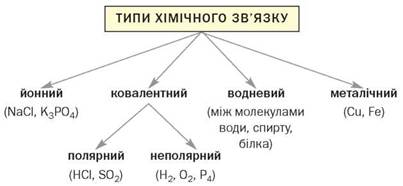 ТИПИ ХІМІЧНОГО ЗВ’ЯЗКУ
йонний
(NaCl, K₃PO₄)
ковалентний
водневий
(між молекулами
води, спирту,
білка)
металічний
(Cu, Fe)
полярний
(HCl, SO₂)
неполярний
(H₂, O₂, P₄)